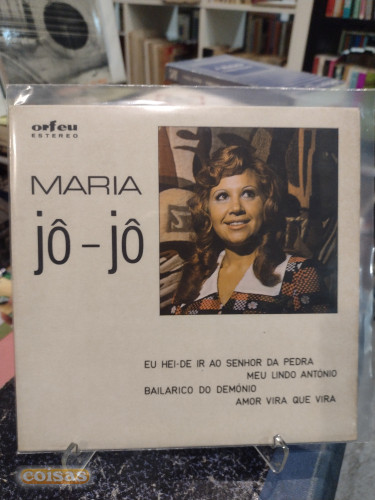 orfeu
ESTEREO
MARIA
jô-jô
EU HEI-DE IR AO SENHOR DA PEDRA
MEU LINDO ANTÓNIO
BAILARICO DO DEMÓNIO
AMOR VIRA QUE VIRA
coisas